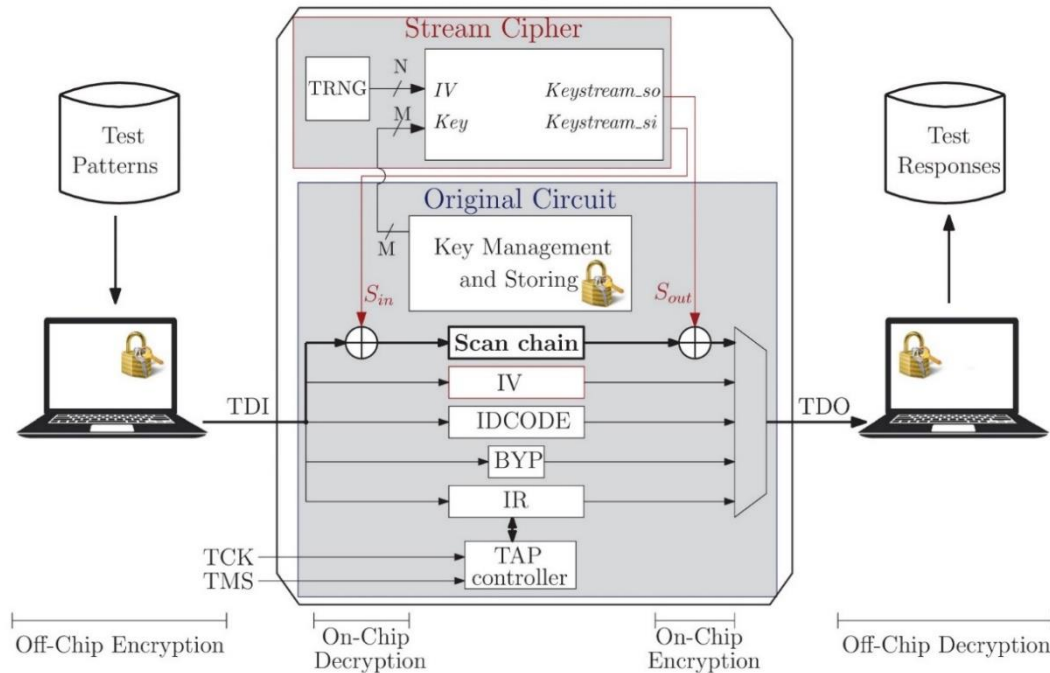 Stream Cipher
TRNG
N
M
IV
Key
Keystream_so
Keystream_si
Test
Patterns
Test
Responses
Original Circuit
M
Key Management
and Storing
S_in
S_out
Scan chain
IV
TDI
IDCODE
TDO
BYP
IR
TCK
TMS
TAP
controller
Off-Chip Encryption
On-Chip
Decryption
On-Chip
Encryption
Off-Chip Decryption